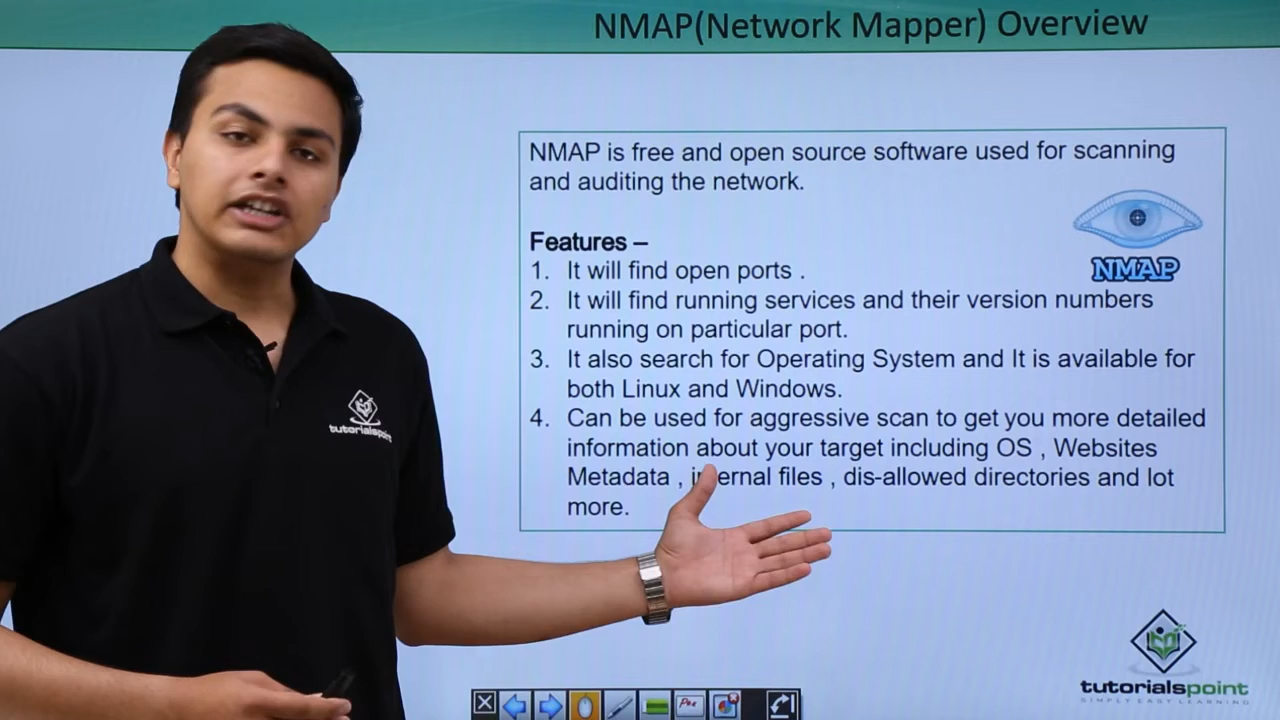 NMAP(Network Mapper) Overview
NMAP is free and open source software used for scanning
and auditing the network.
NMAP
Features –
1. It will find open ports .
2. It will find running services and their version numbers
running on particular port.
3. It also search for Operating System and It is available for
both Linux and Windows.
4. Can be used for aggressive scan to get you more detailed
information about your target including OS , Websites
Metadata , internal files , dis-allowed directories and lot
more.
tutorialspoint
Pen
tutorialspoint
SIMPLY EASY LEARNING